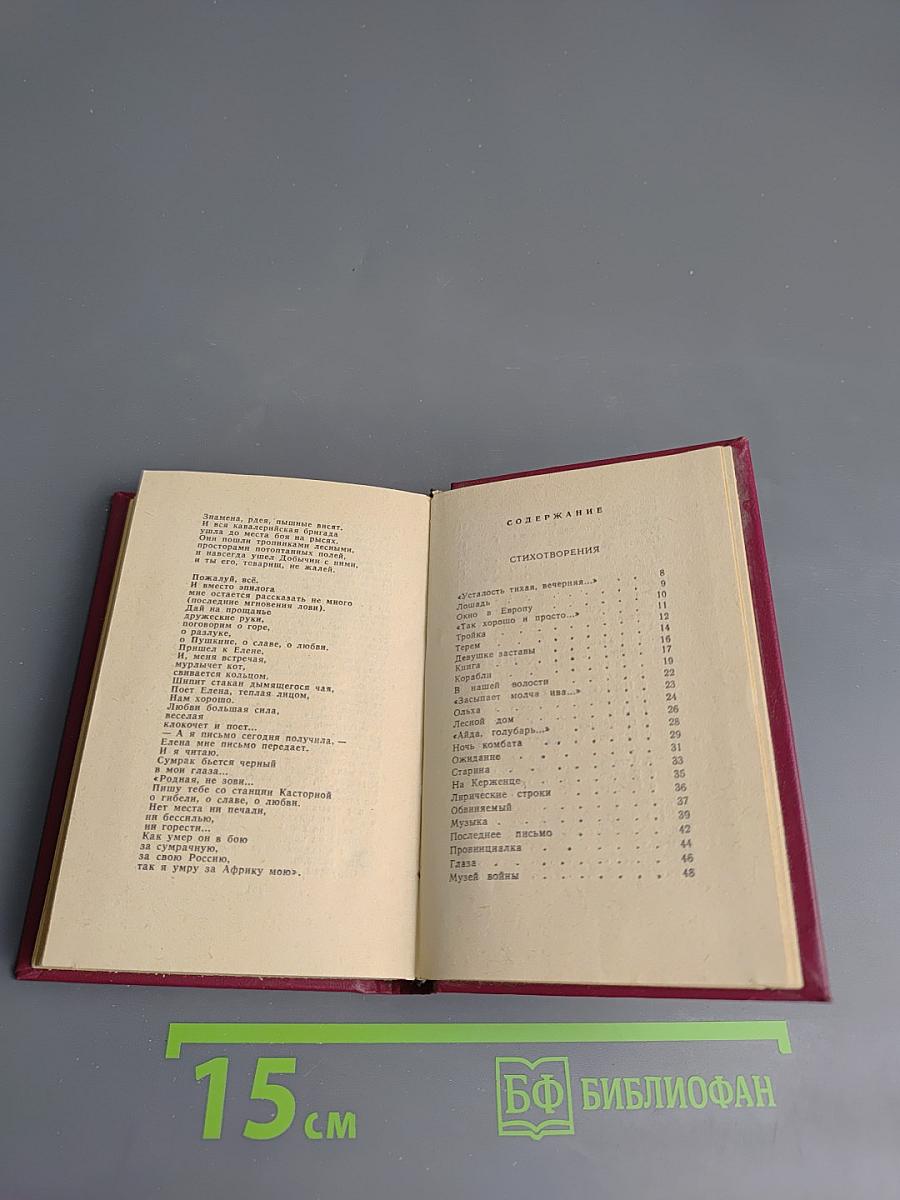 Знамена, рдея, пышные висят.
И вся кавалерийская бригада
ушла до места боя на рысях.
Они пошли тропинками лесными,
просторами потоптанных полей,
и навсегда ушел Добычин с ними,
и ты его, товарищ, не жалей.
Пожалуй, всё.
И вместо эпилога
мне остается рассказать не много
(последние мгновения лови).
Дай на прощанье
дружеские руки,
поговорим о горе,
о разлуке,
о Пушкине, о славе, о любви.
Пришел к Елене.
И, меня встречая,
мурлычет кот,
свивается кольцом.
Шипит стакан дымящегося чая,
Поет Елена, теплая лицом,
Нам хорошо.
Любви большая сила,
веселая
клокочет и поет...
— А я письмо сегодня получила, —
Елена мне письмо передает.
И я читаю.
Сумрак бьется черный
в мои глаза...
«Родная, не зови...
Пишу тебе со станции Касторной
о гибели, о славе, о любви.
Нет места ни печали,
ни бессилью,
ни горести...
Как умер он в бою
за сумрачную,
за свою Россию,
так я умру за Африку мою».
СОДЕРЖАНИЕ
СТИХОТВОРЕНИЯ
«Усталость тихая, вечерняя...» . . . 8
Лошадь . . . 9
Окно в Европу . . . 10
«Так хорошо и просто...» . . . 11
Тройка . . . 12
Терем . . . 14
Девушке заставы . . . 16
Книга . . . 17
Корабли . . . 19
В нашей волости . . . 22
«Засыпает молча ива...» . . . 23
Ольха . . . 24
Лесной дом . . . 26
«Айда, голубарь...» . . . 28
Ночь комбата . . . 29
Ожидание . . . 31
Старина . . . 33
На Керженце . . . 35
Лирические строки . . . 36
Обвиняемый . . . 37
Музыка . . . 39
Последнее письмо . . . 42
Провинциалка . . . 44
Глаза . . . 46
Музей войны . . . 48
15 см
БФ БИБЛИОФАН